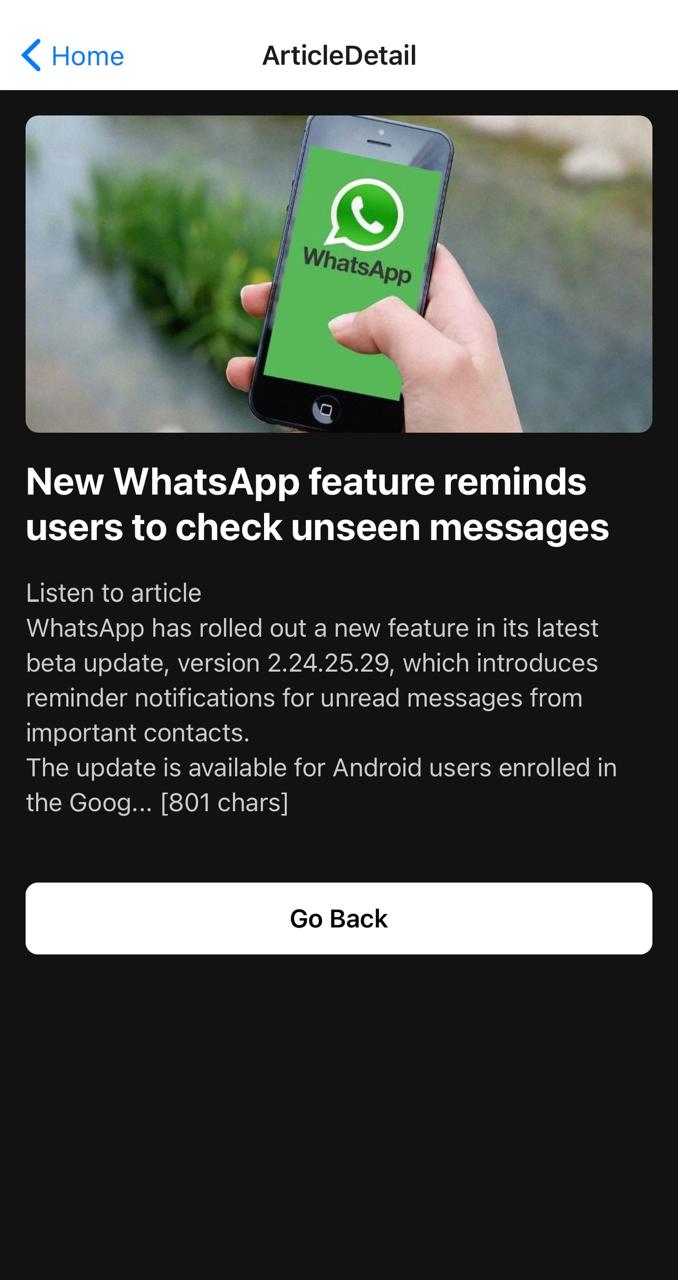 Home
ArticleDetail
WhatsApp
New WhatsApp feature reminds
users to check unseen messages
Listen to article
WhatsApp has rolled out a new feature in its latest
beta update, version 2.24.25.29, which introduces
reminder notifications for unread messages from
important contacts.
The update is available for Android users enrolled in
the Goog... [801 chars]
Go Back